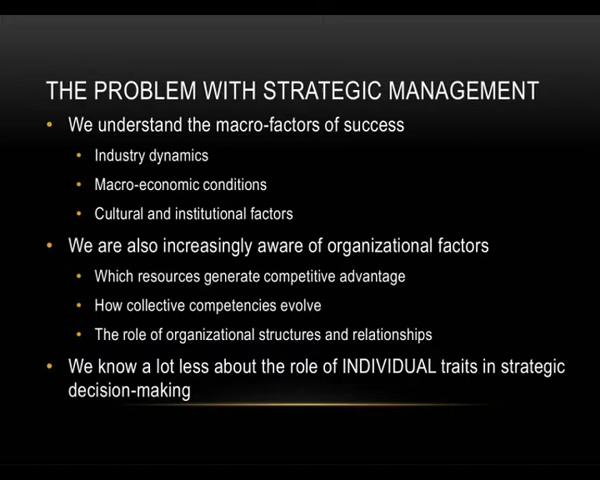 THE PROBLEM WITH STRATEGIC MANAGEMENT
• We understand the macro-factors of success
• Industry dynamics
• Macro-economic conditions
• Cultural and institutional factors
• We are also increasingly aware of organizational factors
• Which resources generate competitive advantage
• How collective competencies evolve
• The role of organizational structures and relationships
• We know a lot less about the role of INDIVIDUAL traits in strategic
decision-making